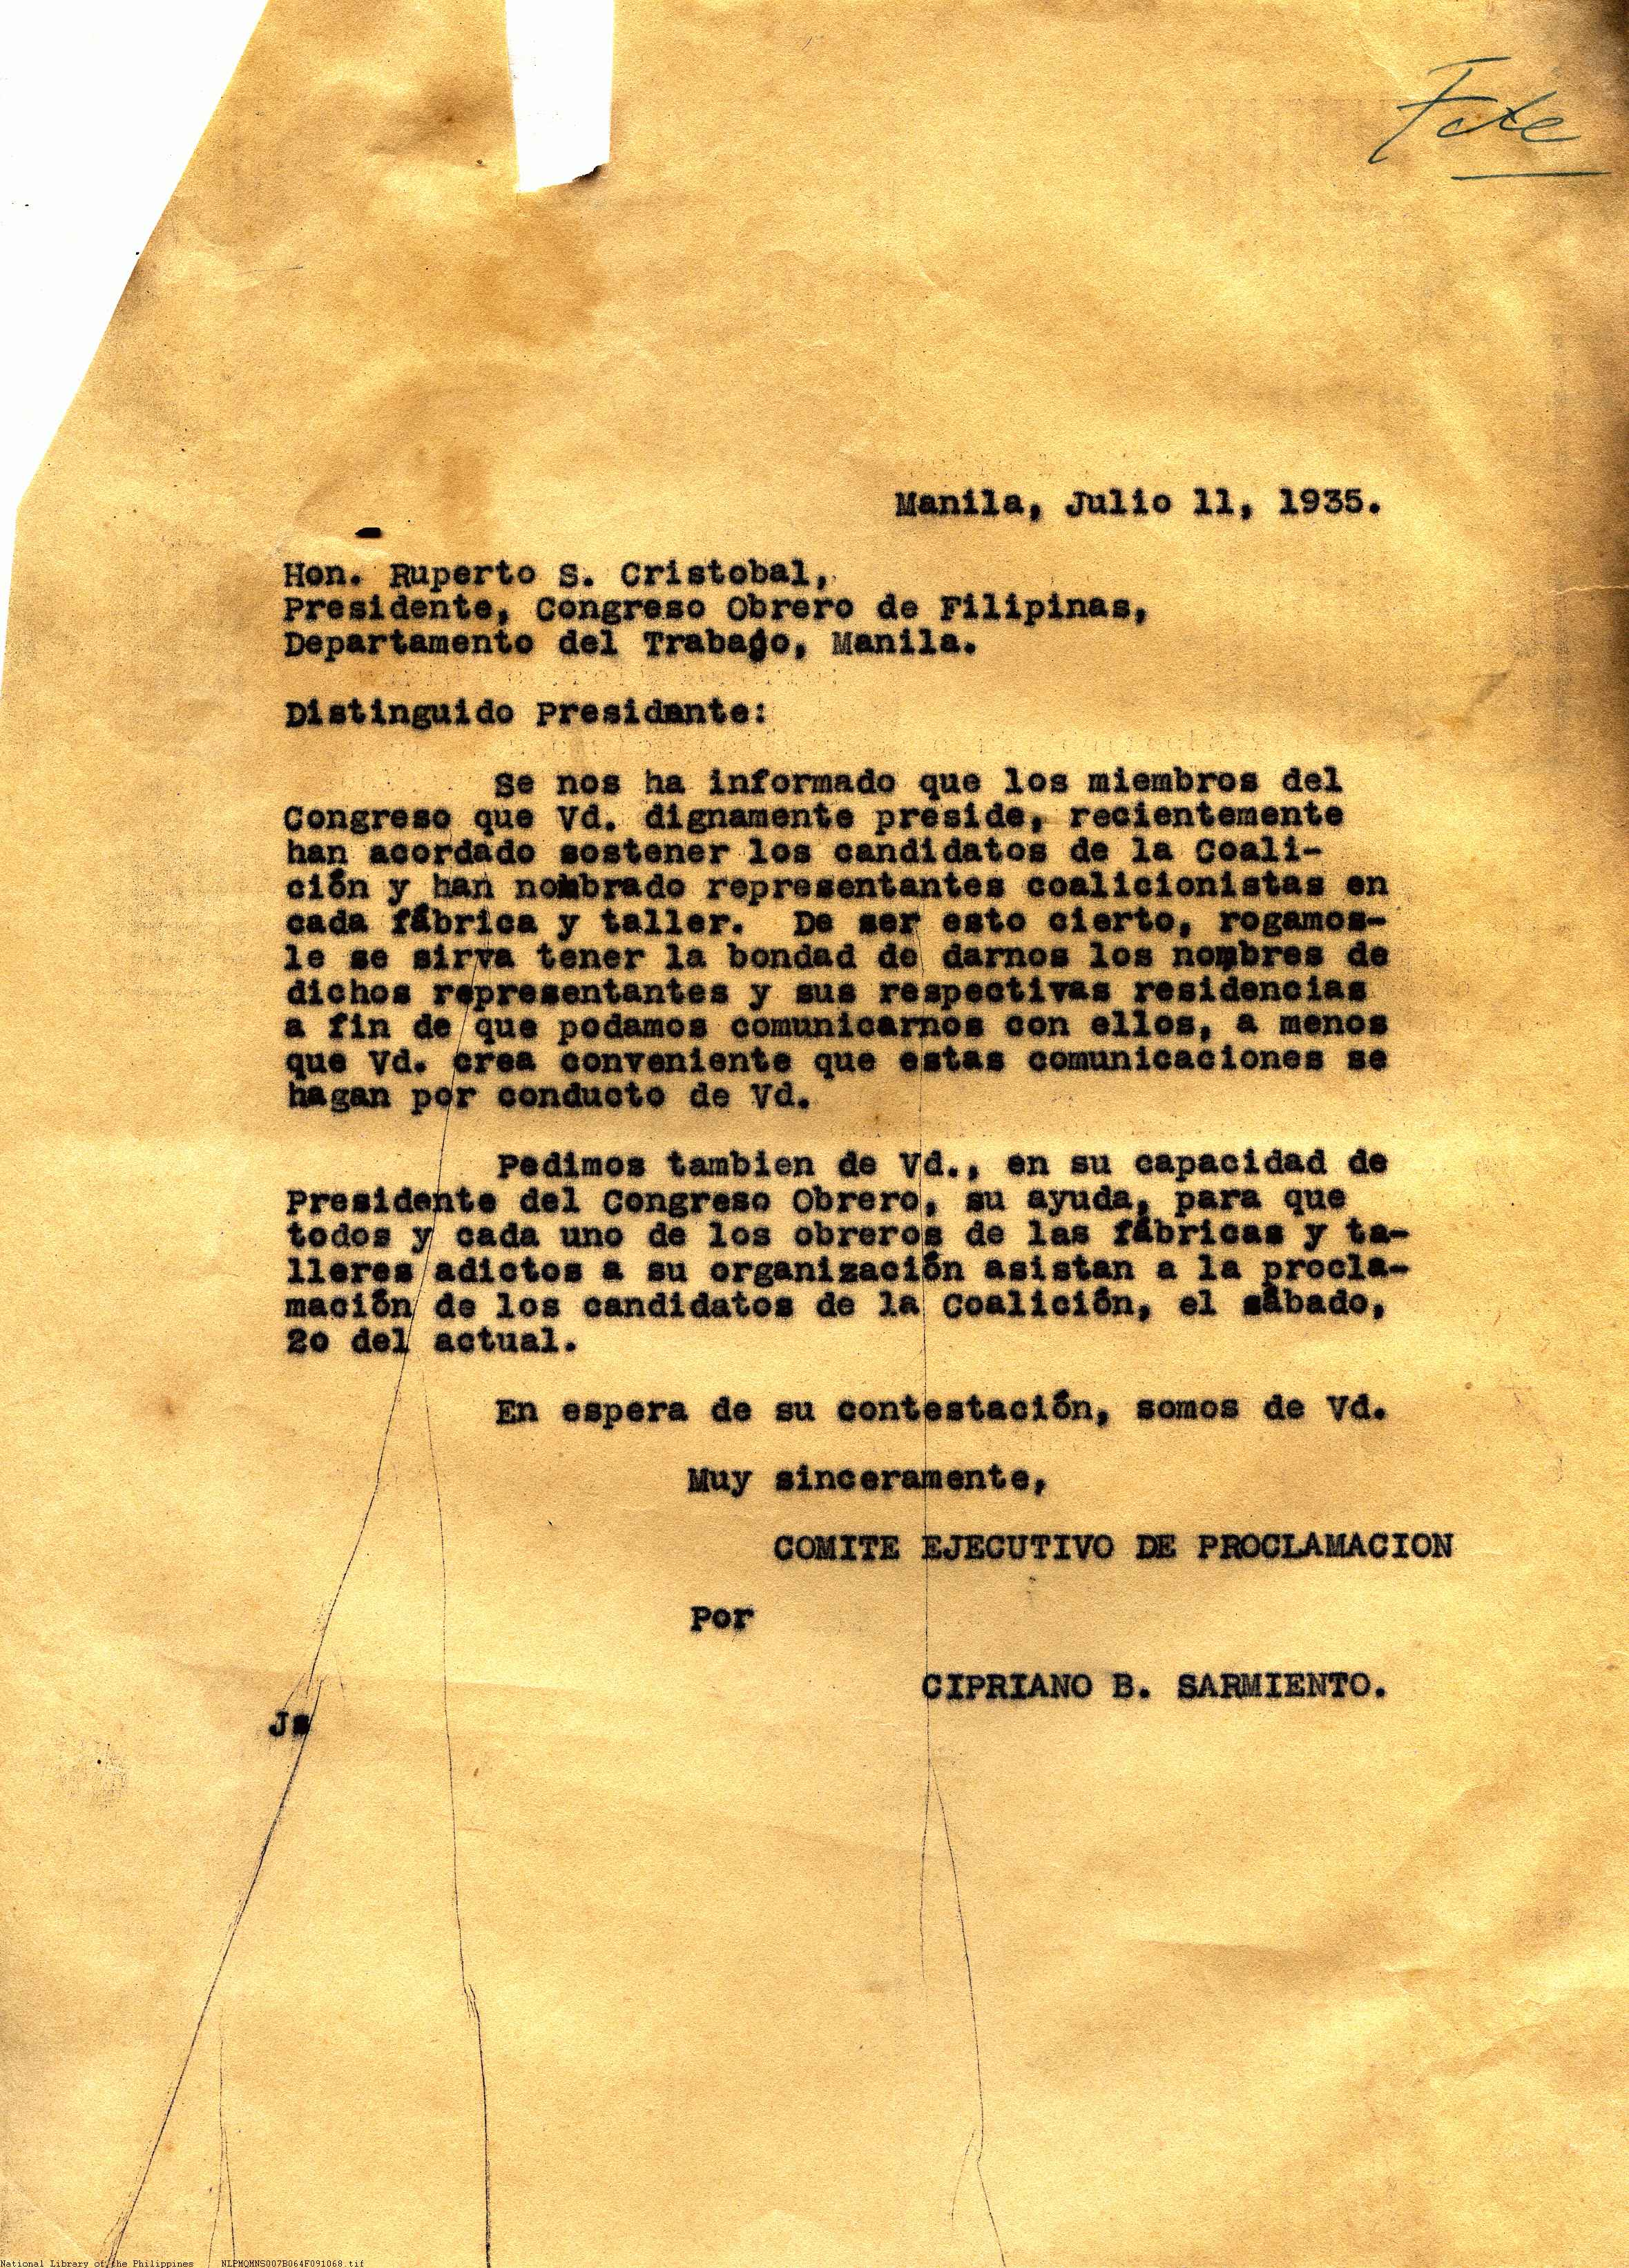 Manila, Julio 11, 1935.
Hon. Ruperto S. Cristobal,
Presidente, Congreso Obrero de Filipinas,
Departamento del Trabajo, Manila.
Distinguido Presidante:
Se nos ha informado que los miembros del
Congreso que Vd. dignamente preside, recientemente
han acordado sostener los candidatos de la Coali-
ción y han nombrado representantes coalicionistas en
cada fábrica y taller. De ser esto cierto, rogamos-
le se sirva tener la bondad de darnos los nombres de
dichos representantes y sus respectivas residencias
a fin de que podamos comunicarnos con ellos, a menos
que Vd. crea conveniente que estas comunicaciones se
hagan por conducto de Vd.
Pedimos tambien de Vd., en su capacidad de
Presidente del Congreso Obrero, su ayuda, para que
todos y cada uno de los obreros de las fábricas y ta-
lleres adictos a su organización asistan a la procla-
mación de los candidatos de la Coalición, el sábado,
20 del actual.
En espera de su contestación, somos de Vd.
Muy sinceramente,
COMITE EJECUTIVO DE PROCLAMACION
Por
CIPRIANO B. SARMIENTO.
Js
National Library of the Philippines NLPMQMNS007B064F091068.tif